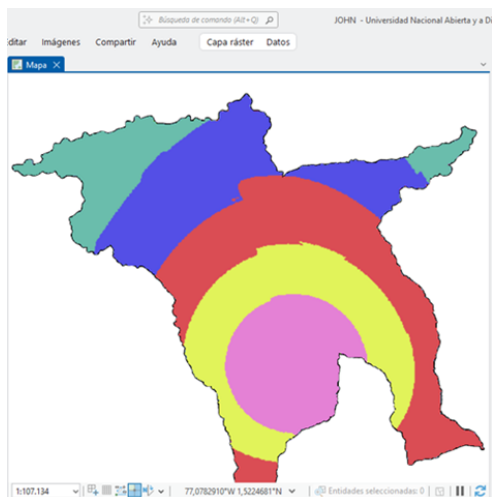 Búsqueda de comando (Alt+Q)
JOHN - Universidad Nacional Abierta y a Di
Editar Imágenes Compartir Ayuda Capa ráster Datos
Mapa
1:107.134 77,0782910°W 1,5224681°N Entidades seleccionadas: 0